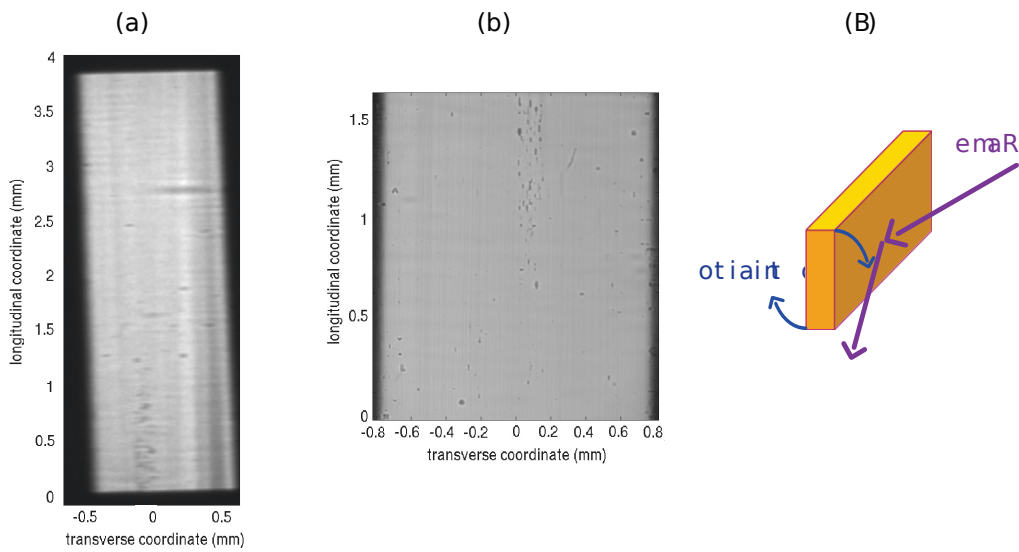 (a)
(b)
(B)
4
3.5
3
2.5
2
1.5
1
0.5
0
longitudinal coordinate (mm)
-0.5 0 0.5
transverse coordinate (mm)
1.5
1
0.5
0
longitudinal coordinate (mm)
-0.8 -0.6 -0.4 -0.2 0 0.2 0.4 0.6 0.8
transverse coordinate (mm)